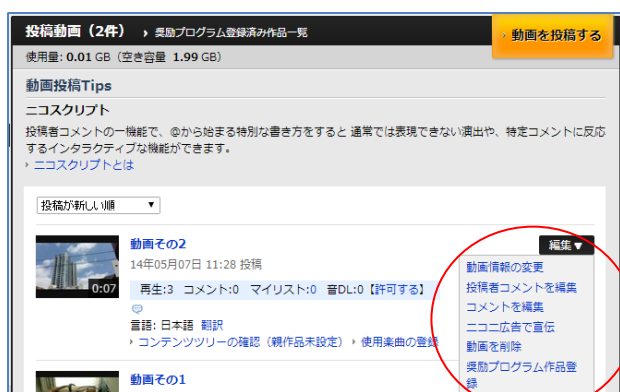 投稿動画（2件） › 奨励プログラム登録済み作品一覧
› 動画を投稿する
使用量: 0.01 GB（空き容量 1.99 GB）
動画投稿Tips
ニコスクリプト
投稿者コメントの一機能で、@から始まる特別な書き方をすると 通常では表現できない演出や、特定コメントに反応
するインタラクティブな機能ができます。
› ニコスクリプトとは
投稿が新しい順 ▼
動画その2
編集▼
14年05月07日 11:28 投稿
0:07
再生:3 コメント:0 マイリスト:0 音DL:0【許可する】
言語: 日本語 翻訳
› コンテンツツリーの確認（親作品未設定） › 使用楽曲の登録
動画情報の変更
投稿者コメントを編集
コメントを編集
ニコニ広告で宣伝
動画を削除
奨励プログラム作品登
録
動画その1